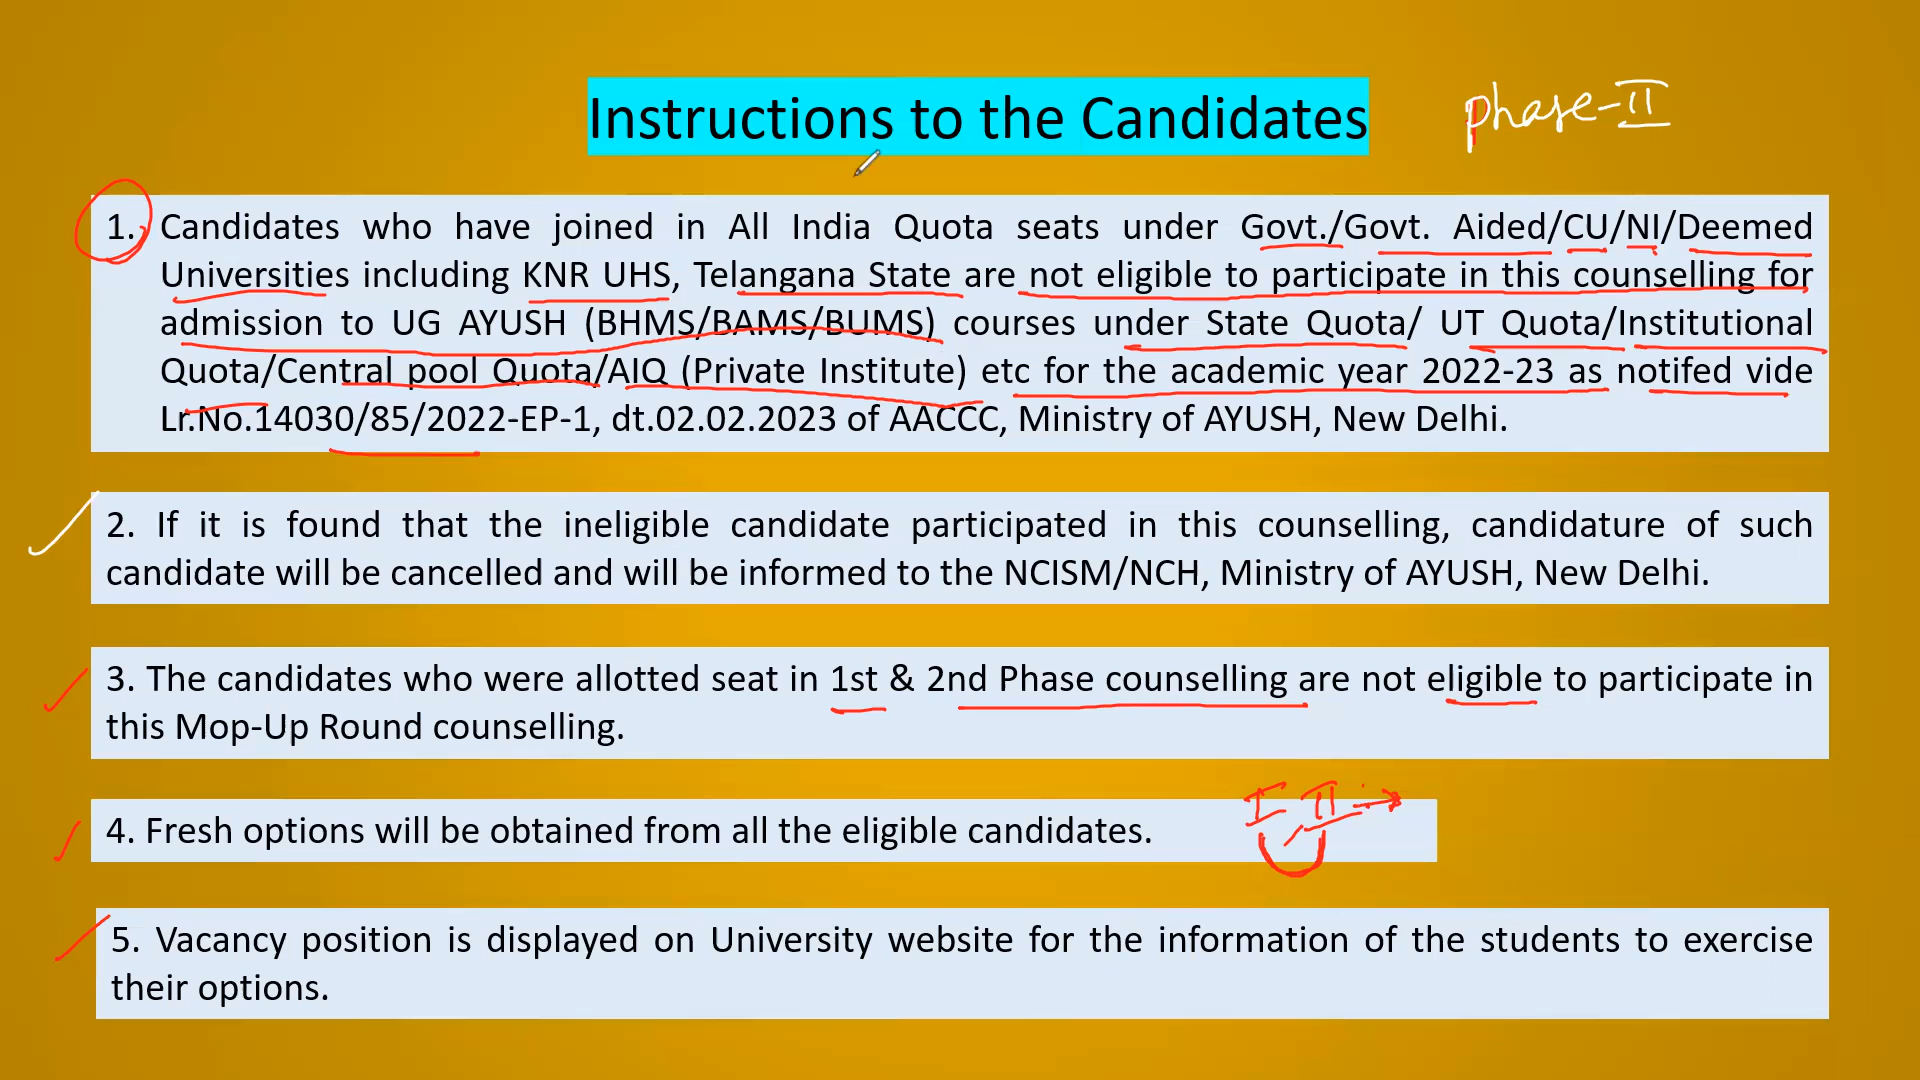 Instructions to the Candidates
phase-II
1. Candidates who have joined in All India Quota seats under Govt./Govt. Aided/CU/NI/Deemed
Universities including KNR UHS, Telangana State are not eligible to participate in this counselling for
admission to UG AYUSH (BHMS/BAMS/BUMS) courses under State Quota/ UT Quota/Institutional
Quota/Central pool Quota/AIQ (Private Institute) etc for the academic year 2022-23 as notifed vide
Lr.No.14030/85/2022-EP-1, dt.02.02.2023 of AACCC, Ministry of AYUSH, New Delhi.
2. If it is found that the ineligible candidate participated in this counselling, candidature of such
candidate will be cancelled and will be informed to the NCISM/NCH, Ministry of AYUSH, New Delhi.
3. The candidates who were allotted seat in 1st & 2nd Phase counselling are not eligible to participate in
this Mop-Up Round counselling.
I II
4. Fresh options will be obtained from all the eligible candidates.
5. Vacancy position is displayed on University website for the information of the students to exercise
their options.